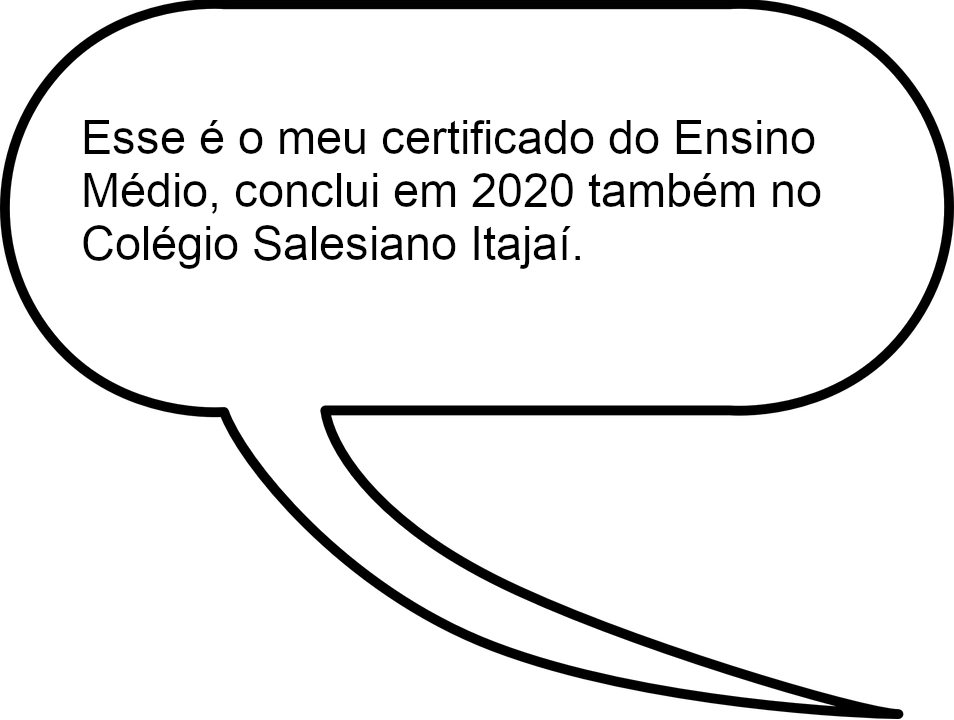 Esse é o meu certificado do Ensino
Médio, conclui em 2020 também no
Colégio Salesiano Itajaí.